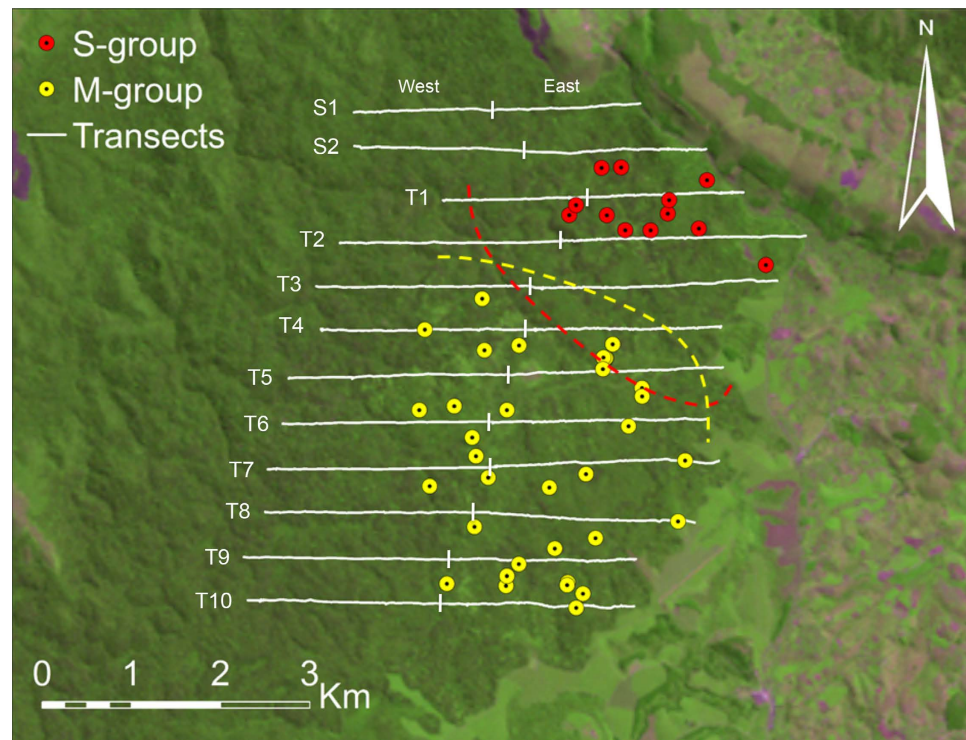 N
S-group
M-group
Transects
West East
S1
S2
T1
T2
T3
T4
T5
T6
T7
T8
T9
T10
0 1 2 3 Km